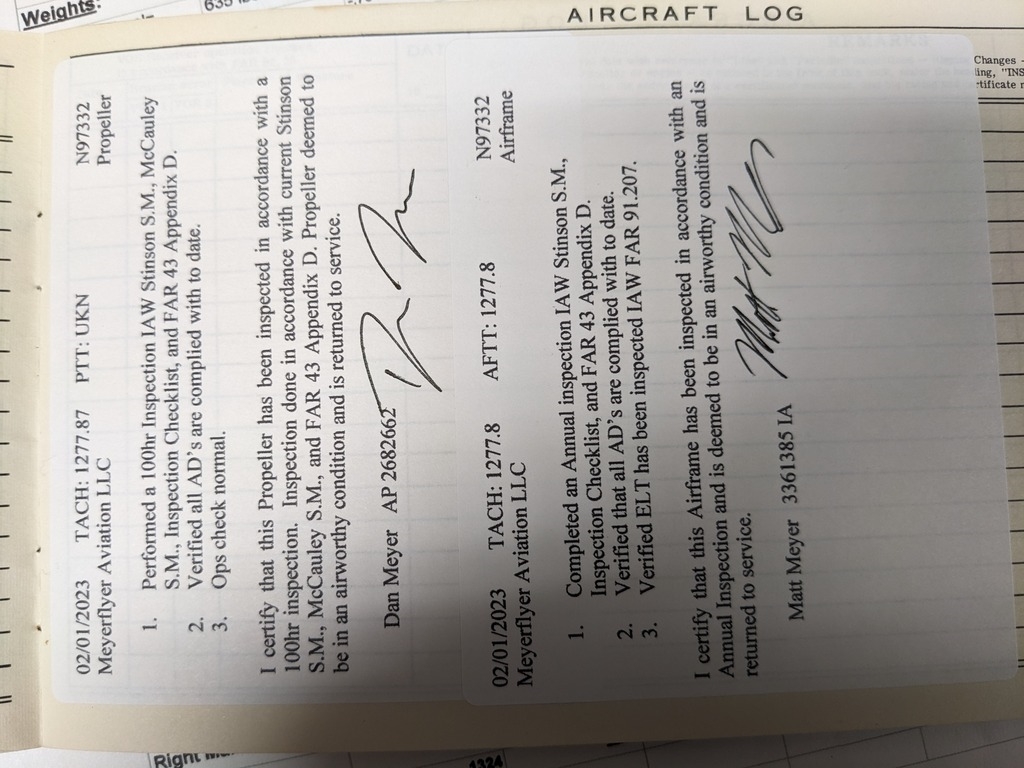 Weights:
635
AIRCRAFT LOG
Changes -
ing, "INS
rtificate
02/01/2023 TACH: 1277.87 PTT: UKN N97332
Meyerflyer Aviation LLC Propeller
1. Performed a 100hr Inspection IAW Stinson S.M., McCauley
S.M., Inspection Checklist, and FAR 43 Appendix D.
2. Verified all AD's are complied with to date.
3. Ops check normal.
I certify that this Propeller has been inspected in accordance with a
100hr inspection. Inspection done in accordance with current Stinson
S.M., McCauley S.M., and FAR 43 Appendix D. Propeller deemed to
be in an airworthy condition and is returned to service.
Dan Meyer AP 2682662
02/01/2023 TACH: 1277.8 AFTT: 1277.8 N97332
Meyerflyer Aviation LLC Airframe
1. Completed an Annual inspection IAW Stinson S.M.,
Inspection Checklist, and FAR 43 Appendix D.
2. Verified that all AD's are complied with to date.
3. Verified ELT has been inspected IAW FAR 91.207.
I certify that this Airframe has been inspected in accordance with an
Annual Inspection and is deemed to be in an airworthy condition and is
returned to service.
Matt Meyer 3361385 IA
Right
1324